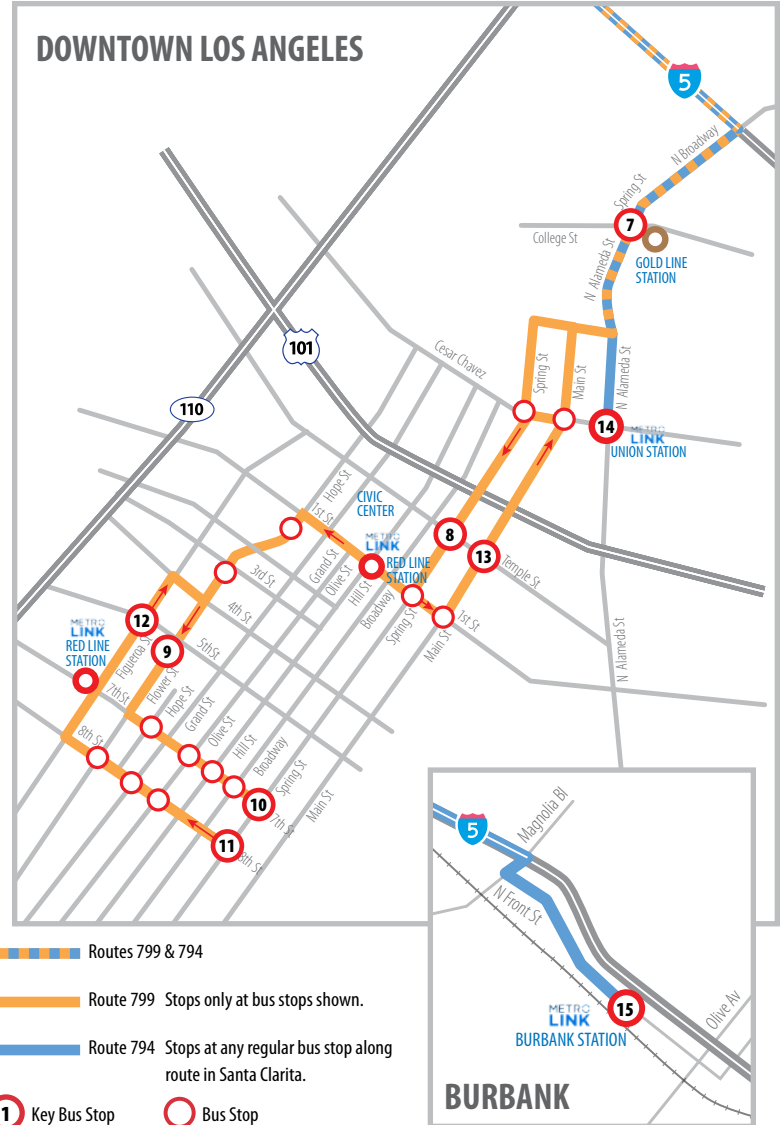 DOWNTOWN LOS ANGELES
5
N Broadway
Spring St
7
College St
GOLD LINE
STATION
N Alameda St
101
Cesar Chavez
Spring St
Main St
N Alameda St
110
14
METRO
LINK
UNION STATION
Hope St
CIVIC
CENTER
1st St
METRO
LINK
RED LINE
STATION
8
13
Temple St
Grand St
Olive St
Hill St
Broadway
Spring St
Main St
1st St
3rd St
4th St
5thSt
METRO
LINK
RED LINE
STATION
12
9
Figueroa St
Flower St
7thSt
Hope St
Grand St
Olive St
Hill St
Broadway
Spring St
Main St
N Alameda St
8th St
10
7th St
11
8th St
5
Magnolia Bl
N Front St
15
METRO
LINK
BURBANK STATION
Olive Av
BURBANK
Routes 799 & 794
Route 799 Stops only at bus stops shown.
Route 794 Stops at any regular bus stop along
route in Santa Clarita.
1 Key Bus Stop
Bus Stop